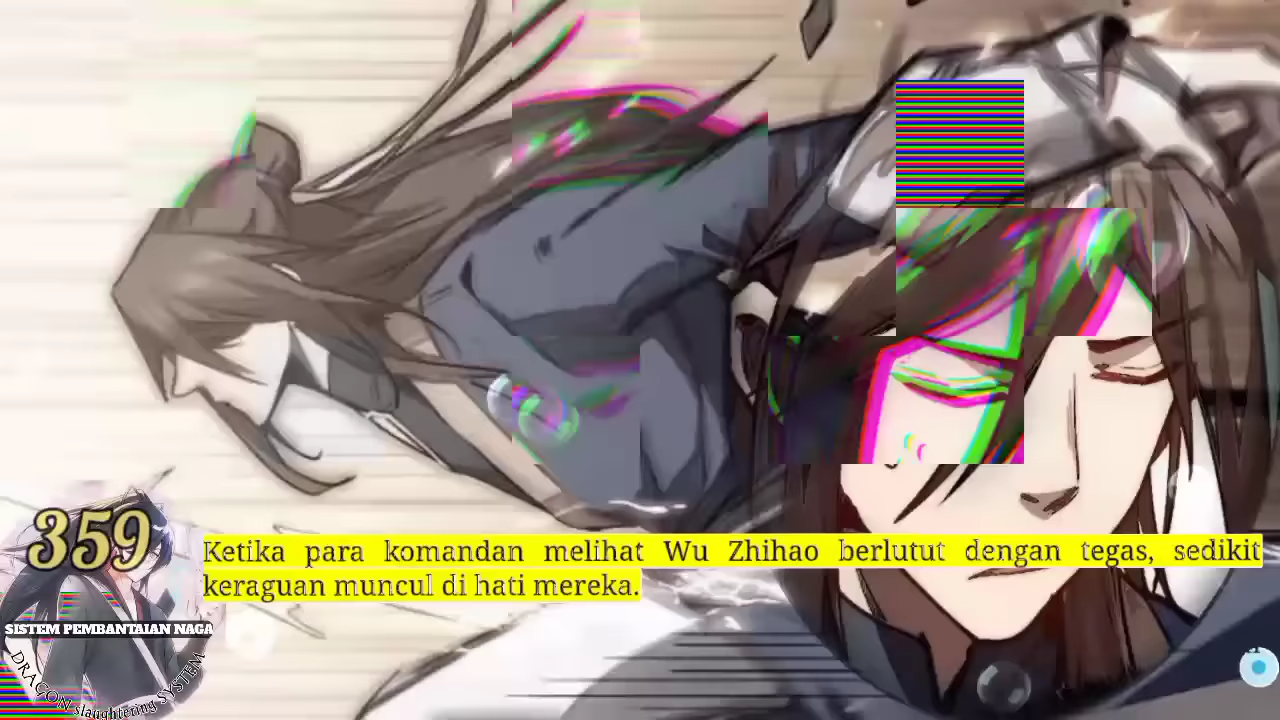 359
Ketika para komandan melihat Wu Zhihao berlutut dengan tegas, sedikit
keraguan muncul di hati mereka.
SISTEM PEMBANTAIAN NAGA
DRAGON slaughtering SYSTEM